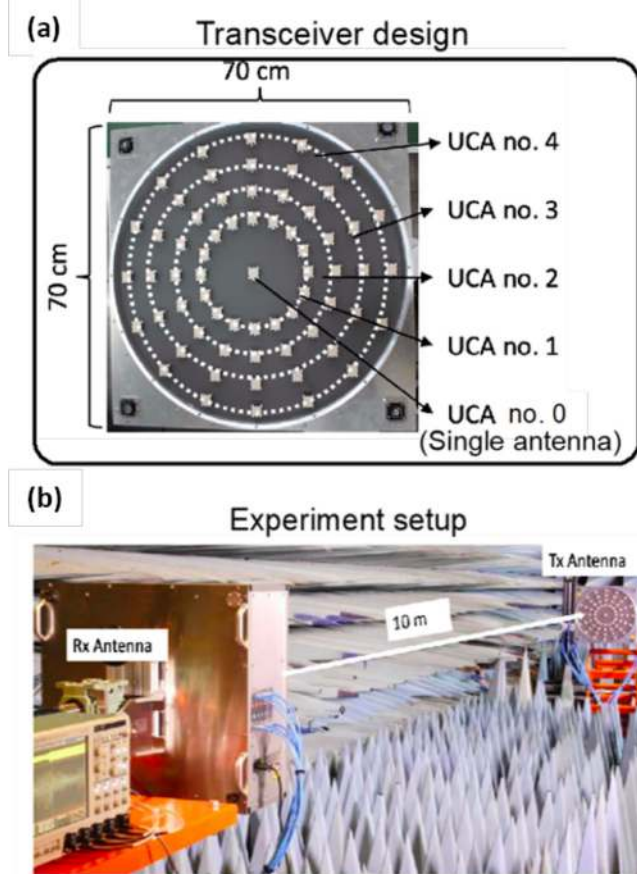 (a)
Transceiver design
70 cm
70 cm
UCA no. 4
UCA no. 3
UCA no. 2
UCA no. 1
UCA no. 0
(Single antenna)
(b)
Experiment setup
Tx Antenna
10 m
Rx Antenna